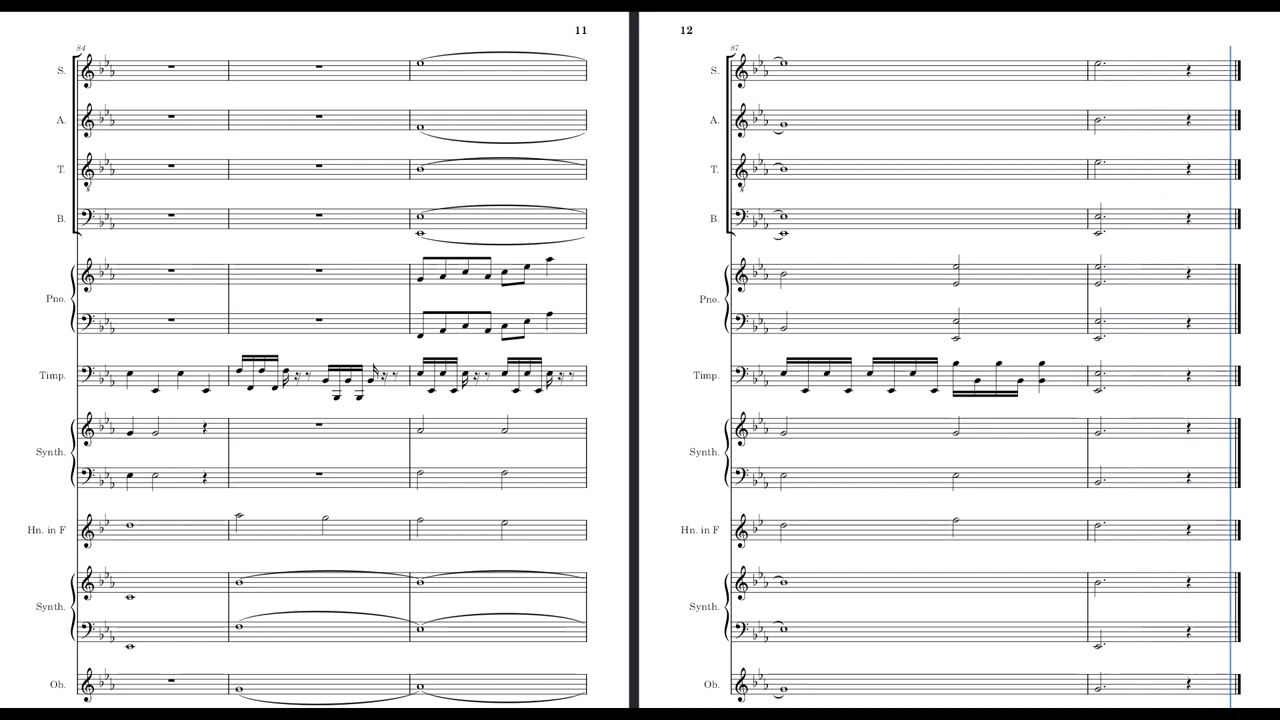 11
84
S.
A.
T.
B.
Pno.
Timp.
Synth.
Hn. in F
Synth.
Ob.
12
87
S.
A.
T.
B.
Pno.
Timp.
Synth.
Hn. in F
Synth.
Ob.